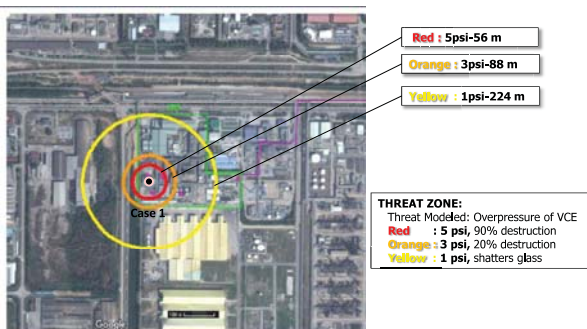 Red : 5psi-56 m
Orange : 3psi-88 m
Yellow : 1psi-224 m
Case 1
THREAT ZONE:
Threat Modeled: Overpressure of VCE
Red : 5 psi, 90% destruction
Orange : 3 psi, 20% destruction
Yellow : 1 psi, shatters glass
Google